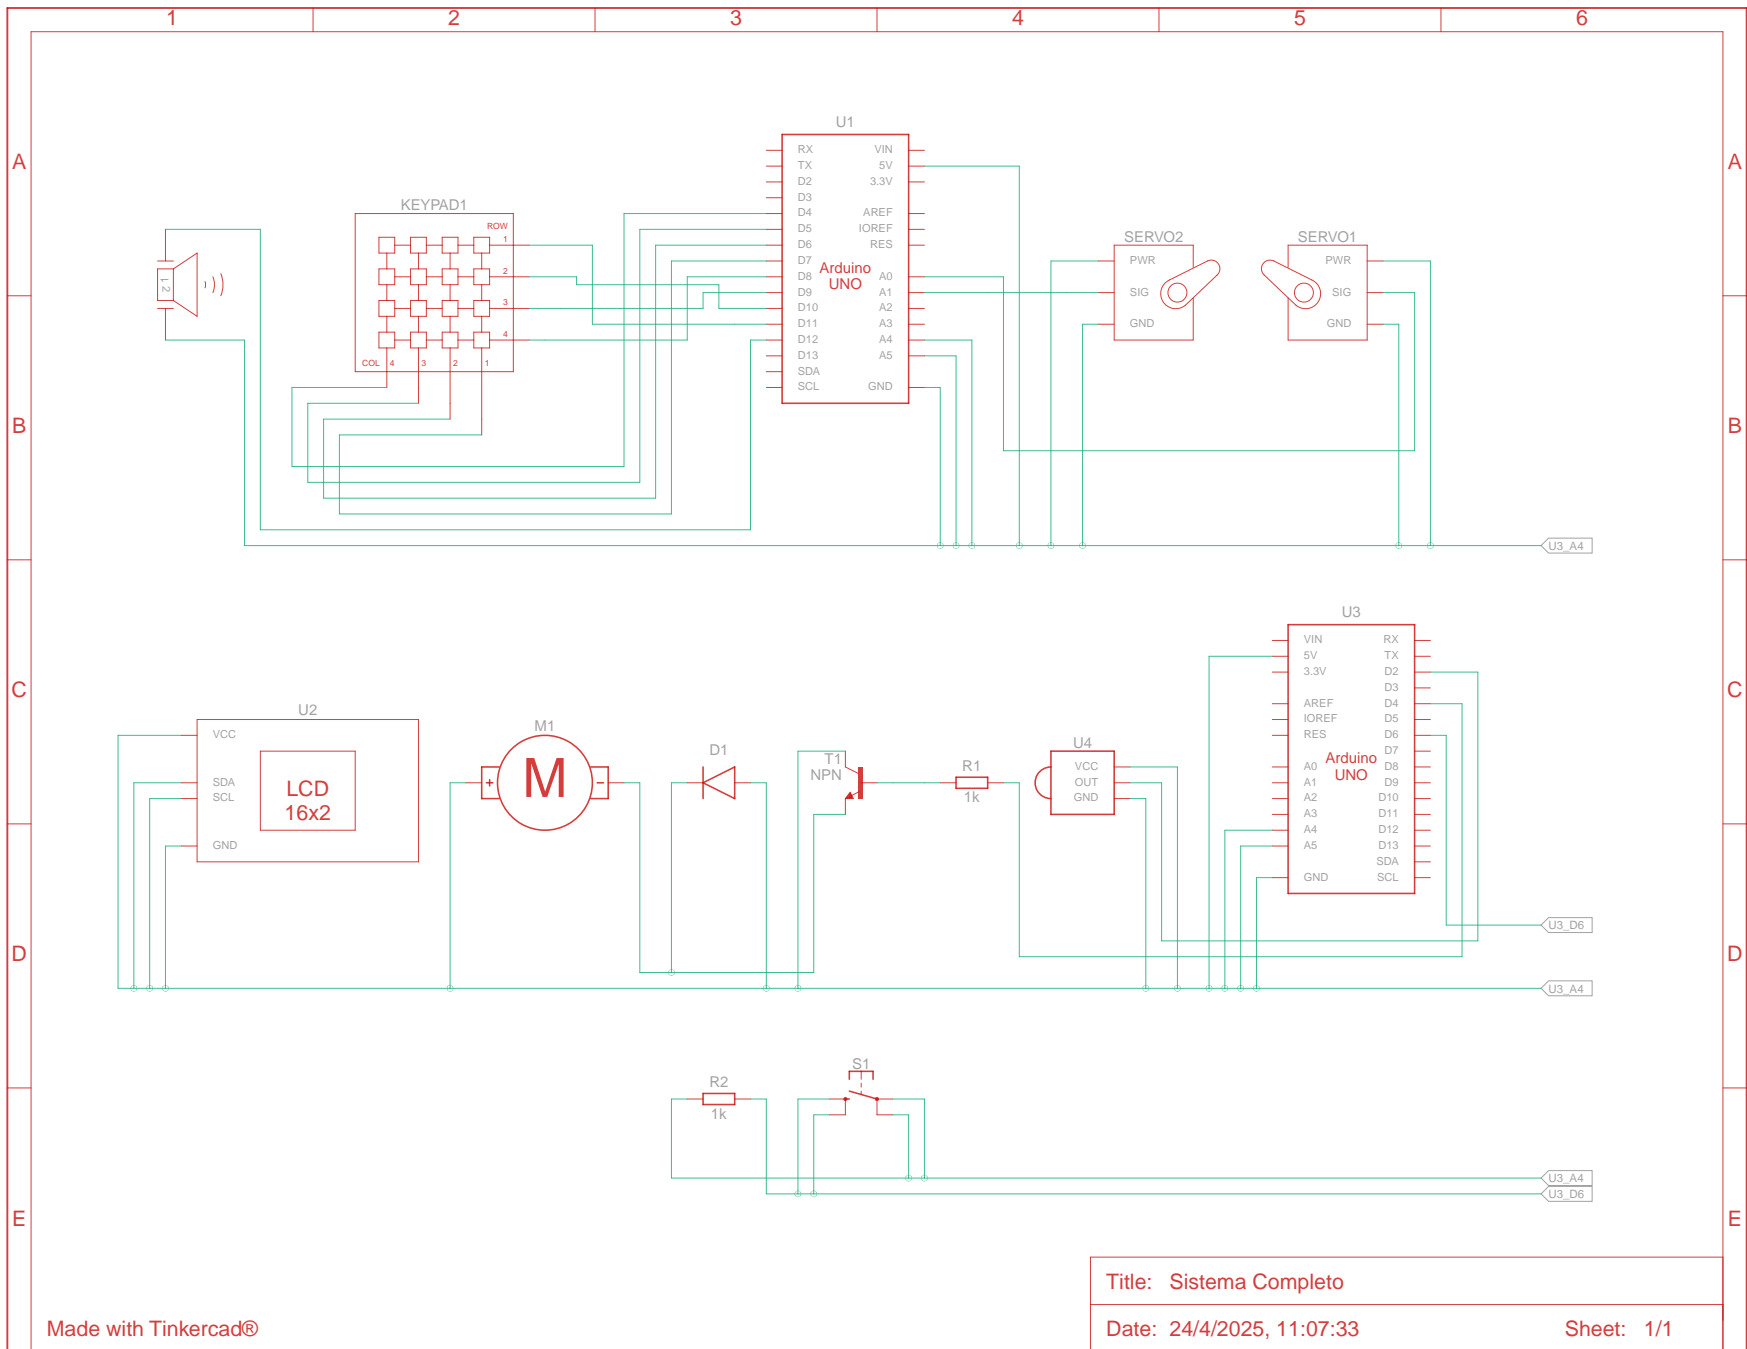 1 2 3 4 5 6
A A
B B
C C
D D
E E
U1
RX VIN
TX 5V
D2 3.3V
D3
D4 AREF
D5 IOREF
D6 RES
D7
D8 A0
D9 A1
D10 A2
D11 A3
D12 A4
D13 A5
SDA
SCL GND
Arduino
UNO
KEYPAD1
ROW
1
2
3
4
COL 4 3 2 1
1 2
SERVO2
PWR
SIG
GND
SERVO1
PWR
SIG
GND
U3_A4
U2
VCC
SDA
SCL
GND
LCD
16x2
M1
+ M -
D1
T1
NPN
R1
1k
U4
VCC
OUT
GND
U3
VIN RX
5V TX
3.3V D2
D3
AREF D4
IOREF D5
RES D6
D7
A0 D8
A1 D9
A2 D10
A3 D11
A4 D12
A5 D13
SDA
GND SCL
Arduino
UNO
U3_D6
U3_A4
R2
1k
S1
U3_A4
U3_D6
Title: Sistema Completo
Date: 24/4/2025, 11:07:33 Sheet: 1/1
Made with Tinkercad®